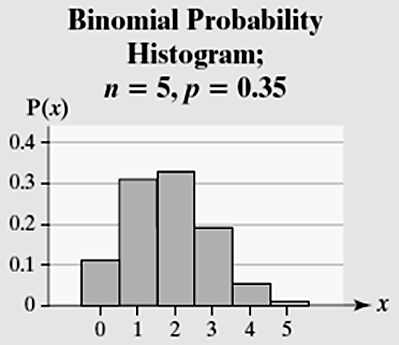 Binomial Probability
Histogram;
n = 5, p = 0.35
P(x)
0.4
0.3
0.2
0.1
0
0 1 2 3 4 5
x